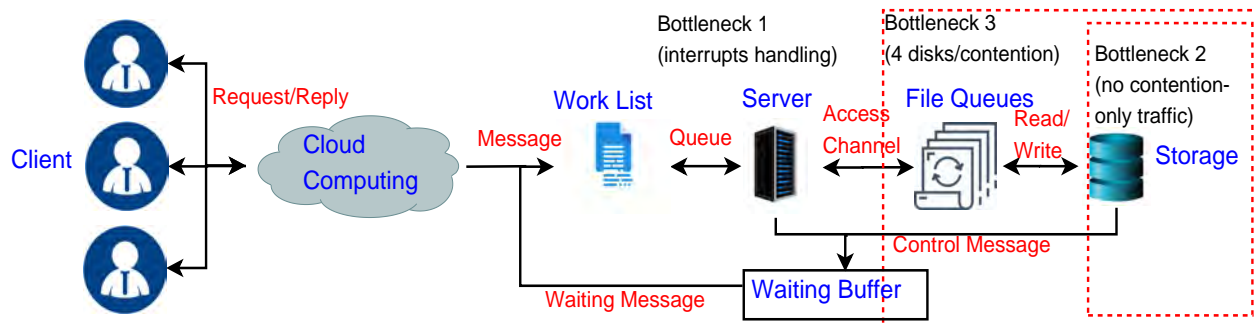 Client
Request/Reply
Cloud
Computing
Message
Work List
Queue
Bottleneck 1
(interrupts handling)
Server
Access
Channel
Bottleneck 3
(4 disks/contention)
File Queues
Read/
Write
Bottleneck 2
(no contention-
only traffic)
Storage
Control Message
Waiting Message
Waiting Buffer